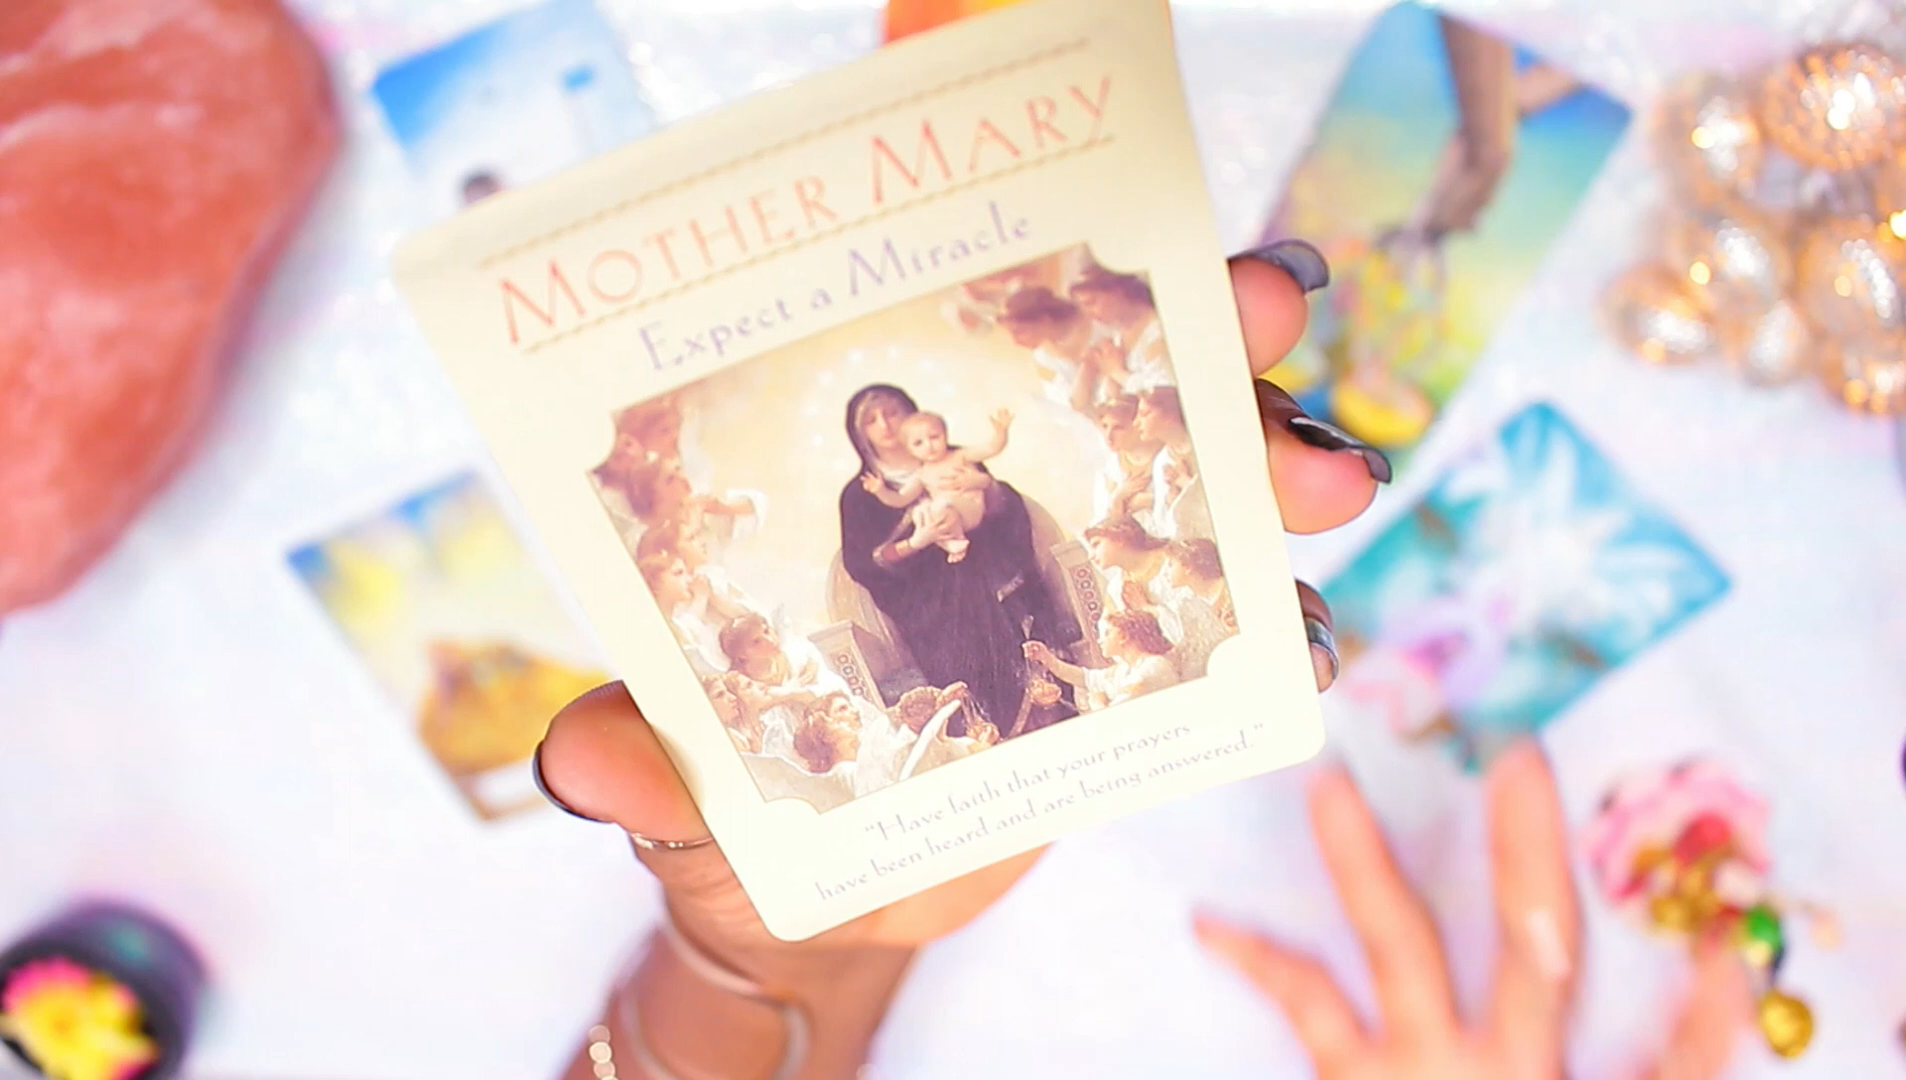 MOTHER MARY
Expect a Miracle
"Have faith that your prayers
have been heard and are being answered."